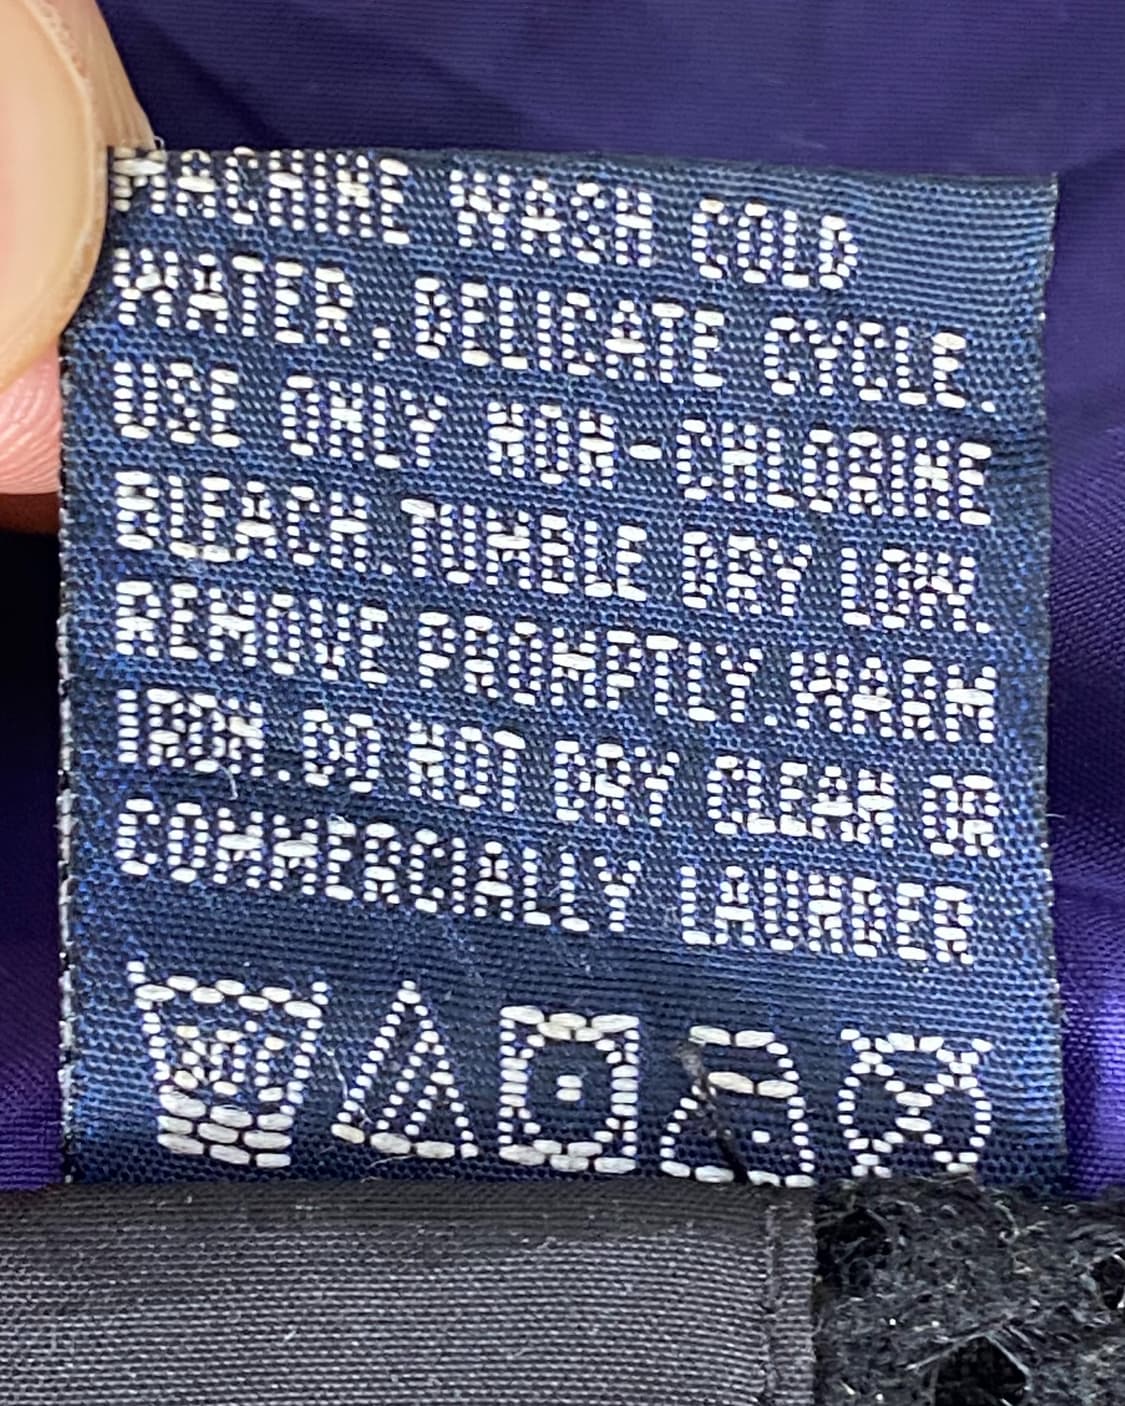 MACHINE WASH COLD
WATER, DELICATE CYCLE.
USE ONLY NON-CHLORINE
BLEACH. TUMBLE DRY LOW.
REMOVE PROMPTLY. WARM
IRON. DO NOT DRY CLEAN OR
COMMERCIALLY LAUNDER
30C